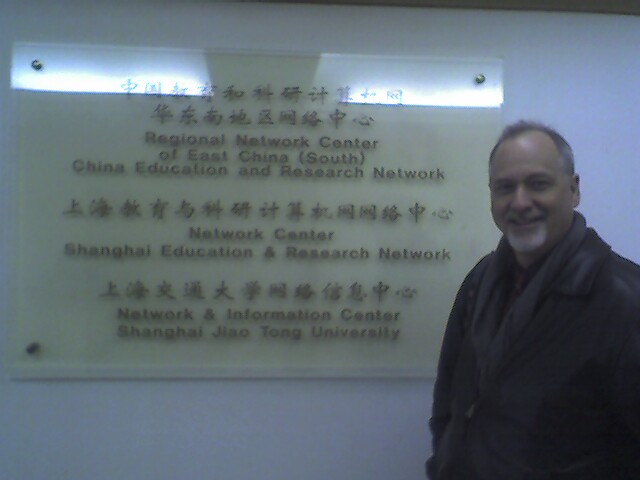 中国教育和科研计算机网
华东南地区网络中心
Regional Network Center
of East China (South)
China Education and Research Network
上海教育与科研计算机网网络中心
Network Center
Shanghai Education & Research Network
上海交通大学网络信息中心
Network & Information Center
Shanghai Jiao Tong University